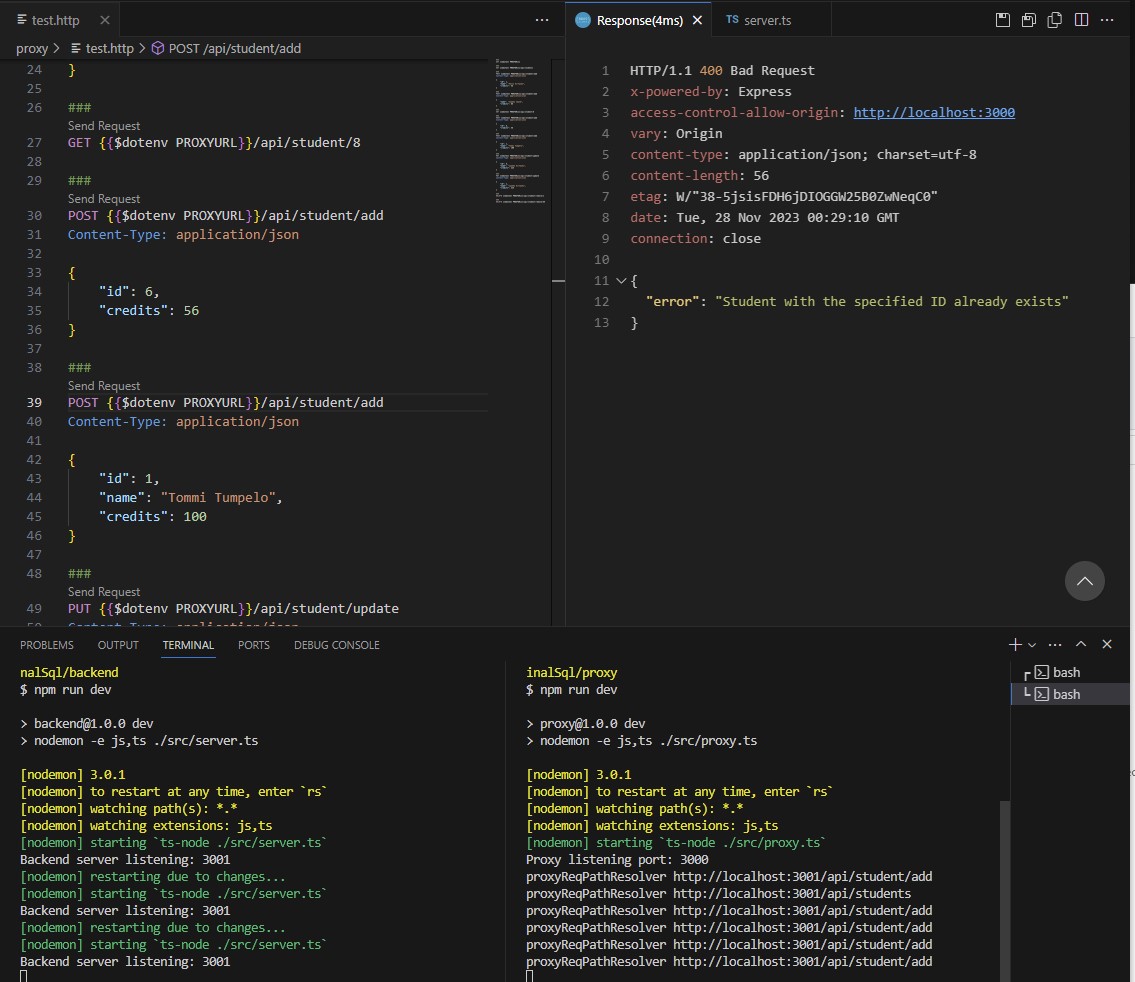 test.http
proxy > test.http > POST /api/student/add
24 }
25
26 ###
Send Request
27 GET {{$dotenv PROXYURL}}/api/student/8
28
29 ###
Send Request
30 POST {{$dotenv PROXYURL}}/api/student/add
31 Content-Type: application/json
32
33 {
34 "id": 6,
35 "credits": 56
36 }
37
38 ###
Send Request
39 POST {{$dotenv PROXYURL}}/api/student/add
40 Content-Type: application/json
41
42 {
43 "id": 1,
44 "name": "Tommi Tumpelo",
45 "credits": 100
46 }
47
48 ###
Send Request
49 PUT {{$dotenv PROXYURL}}/api/student/update
50 Content-Type: application/json
Response(4ms)
TS server.ts
1 HTTP/1.1 400 Bad Request
2 x-powered-by: Express
3 access-control-allow-origin: http://localhost:3000
4 vary: Origin
5 content-type: application/json; charset=utf-8
6 content-length: 56
7 etag: W/"38-5jsisFDH6jDIOGGW25B0ZwNeqC0"
8 date: Tue, 28 Nov 2023 00:29:10 GMT
9 connection: close
10
11 {
12 "error": "Student with the specified ID already exists"
13 }
PROBLEMS OUTPUT TERMINAL PORTS DEBUG CONSOLE
nalSql/backend
$ npm run dev
> backend@1.0.0 dev
> nodemon -e js,ts ./src/server.ts
[nodemon] 3.0.1
[nodemon] to restart at any time, enter `rs`
[nodemon] watching path(s): *.*
[nodemon] watching extensions: js,ts
[nodemon] starting `ts-node ./src/server.ts`
Backend server listening: 3001
[nodemon] restarting due to changes...
[nodemon] starting `ts-node ./src/server.ts`
Backend server listening: 3001
[nodemon] restarting due to changes...
[nodemon] starting `ts-node ./src/server.ts`
Backend server listening: 3001
inalSql/proxy
$ npm run dev
> proxy@1.0.0 dev
> nodemon -e js,ts ./src/proxy.ts
[nodemon] 3.0.1
[nodemon] to restart at any time, enter `rs`
[nodemon] watching path(s): *.*
[nodemon] watching extensions: js,ts
[nodemon] starting `ts-node ./src/proxy.ts`
Proxy listening port: 3000
proxyReqPathResolver http://localhost:3001/api/student/add
proxyReqPathResolver http://localhost:3001/api/students
proxyReqPathResolver http://localhost:3001/api/student/add
proxyReqPathResolver http://localhost:3001/api/student/add
proxyReqPathResolver http://localhost:3001/api/student/add
proxyReqPathResolver http://localhost:3001/api/student/add
bash
bash